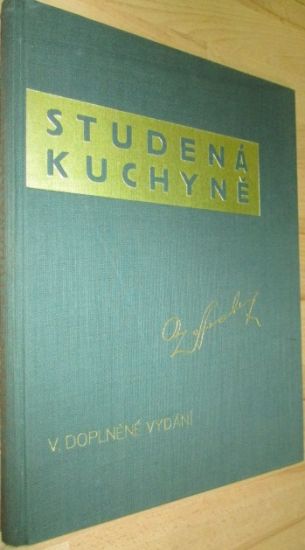 STUDENÁ
KUCHYNĚ
V. DOPLNĚNÉ VYDÁNÍ